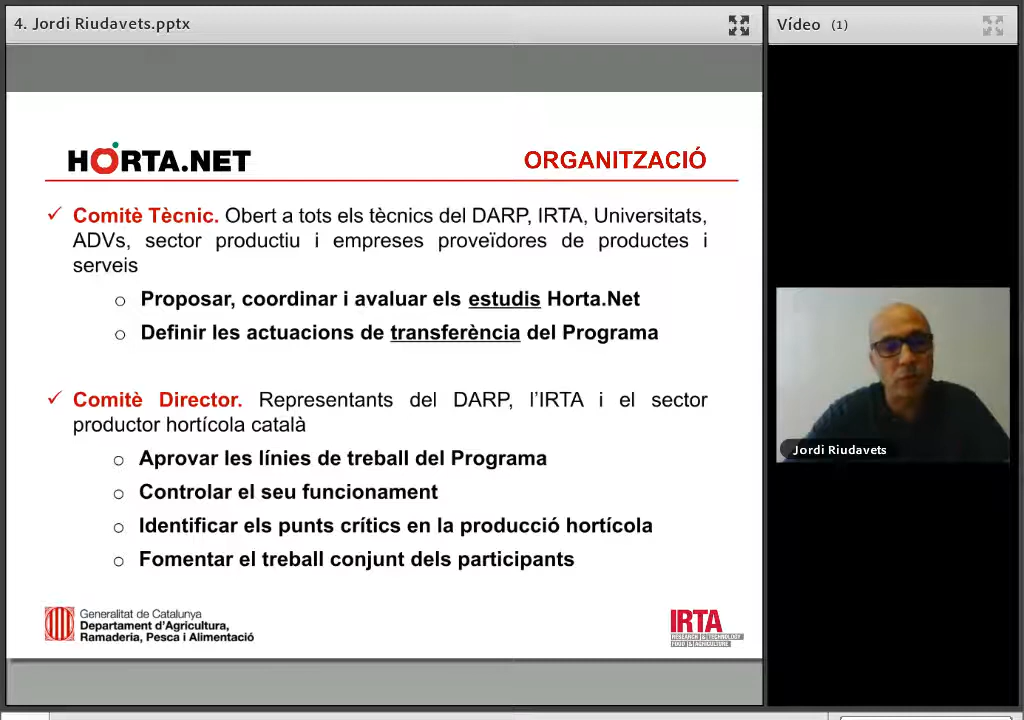 4. Jordi Riudavets.pptx
Vídeo (1)
HORTA.NET
ORGANITZACIÓ
Comitè Tècnic. Obert a tots els tècnics del DARP, IRTA, Universitats,
ADVs, sector productiu i empreses proveïdores de productes i
serveis
o Proposar, coordinar i avaluar els estudis Horta.Net
o Definir les actuacions de transferència del Programa
Comitè Director. Representants del DARP, l'IRTA i el sector
productor hortícola català
o Aprovar les línies de treball del Programa
o Controlar el seu funcionament
o Identificar els punts crítics en la producció hortícola
o Fomentar el treball conjunt dels participants
Jordi Riudavets
Generalitat de Catalunya
Departament d'Agricultura,
Ramaderia, Pesca i Alimentació
IRTA
RESEARCH & TECHNOLOGY
FOOD & AGRICULTURE